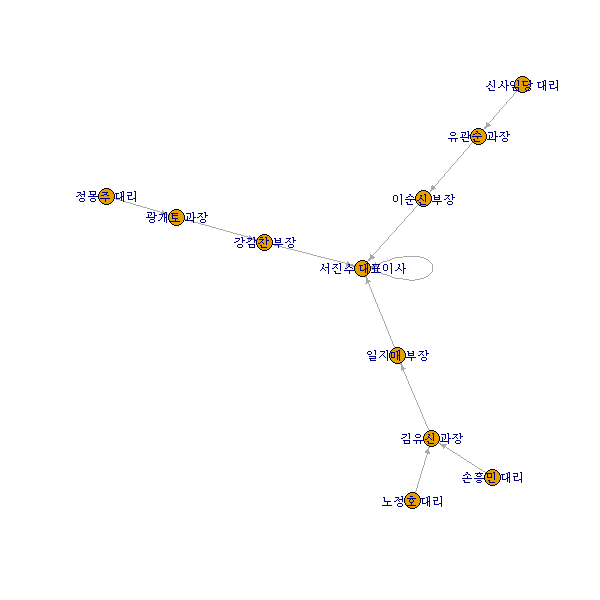 신사임당 대리
유관순 과장
이순신 부장
정몽주 대리
광개토 과장
강감찬 부장
서진수 대표이사
일지매 부장
김유신 과장
손흥민 대리
노정호 대리